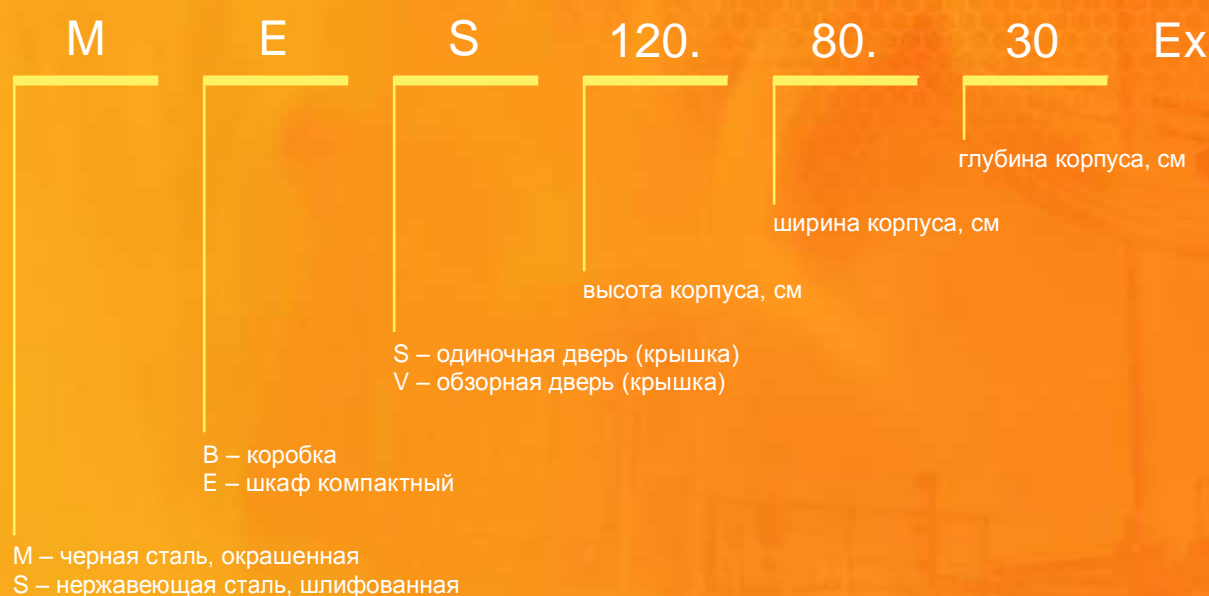 M E S 120. 80. 30 Ex
глубина корпуса, см
ширина корпуса, см
высота корпуса, см
S – одиночная дверь (крышка)
V – обзорная дверь (крышка)
B – коробка
E – шкаф компактный
M – черная сталь, окрашенная
S – нержавеющая сталь, шлифованная